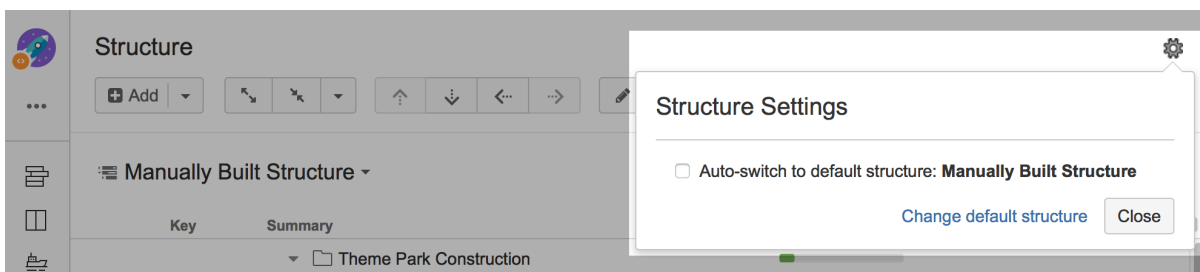 Structure
Add
Structure Settings
Manually Built Structure
Auto-switch to default structure: Manually Built Structure
Change default structure Close
Key Summary
Theme Park Construction